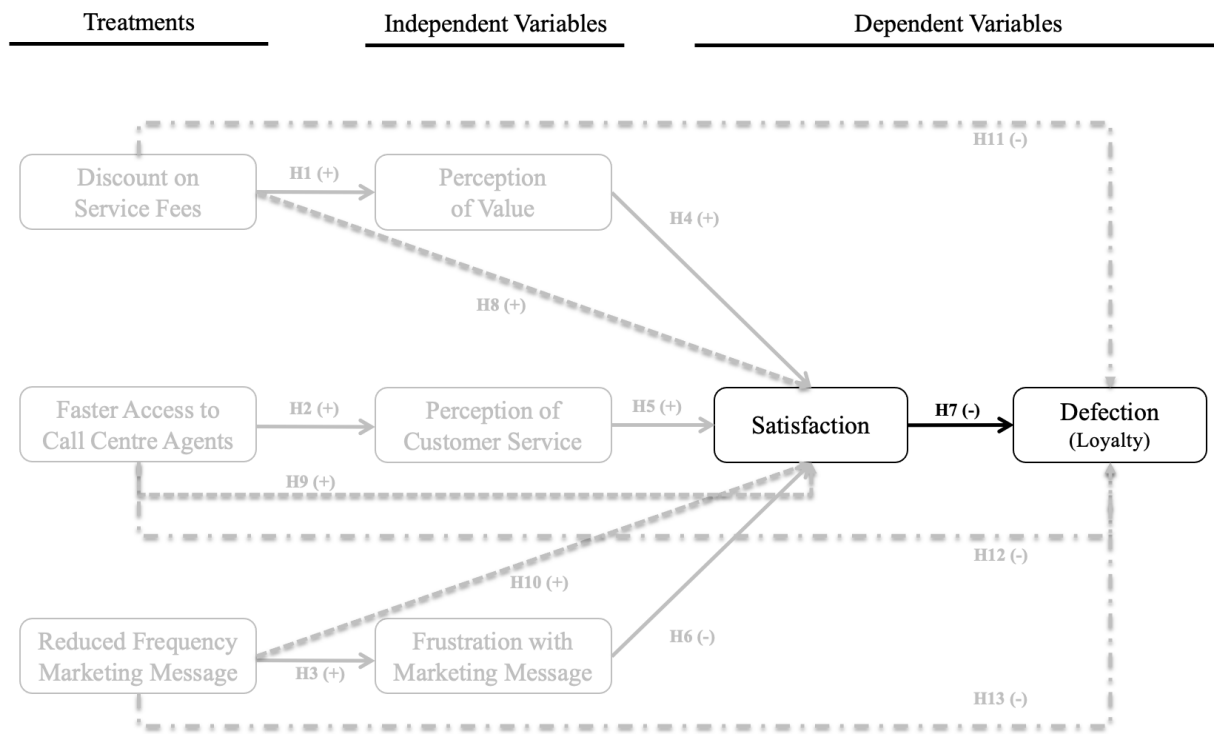 Treatments
Independent Variables
Dependent Variables
H11 (-)
Discount on
Service Fees
H1 (+)
Perception
of Value
H4 (+)
H8 (+)
Faster Access to
Call Centre Agents
H2 (+)
Perception of
Customer Service
H5 (+)
Satisfaction
H7 (-)
Defection
(Loyalty)
H9 (+)
H12 (-)
H10 (+)
Reduced Frequency
Marketing Message
H3 (+)
Frustration with
Marketing Message
H6 (-)
H13 (-)